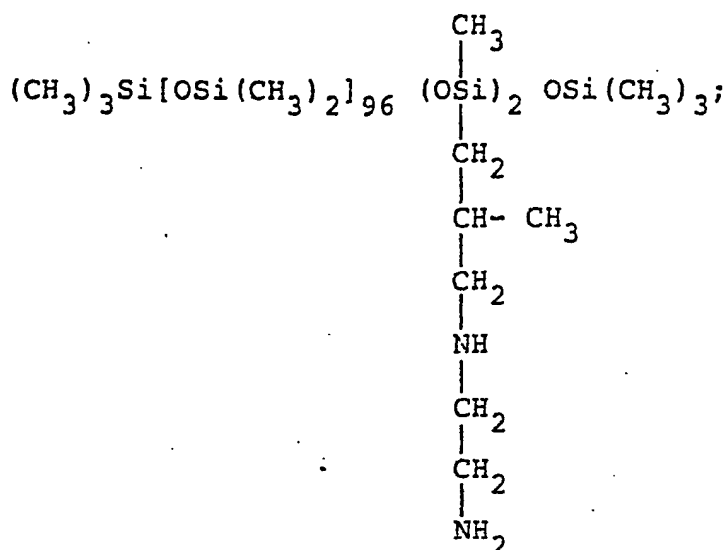 CH₃
(CH₃)₃Si[OSi(CH₃)₂]₉₆ (OSi)₂ OSi(CH₃)₃;
CH₂
CH- CH₃
CH₂
NH
CH₂
CH₂
NH₂